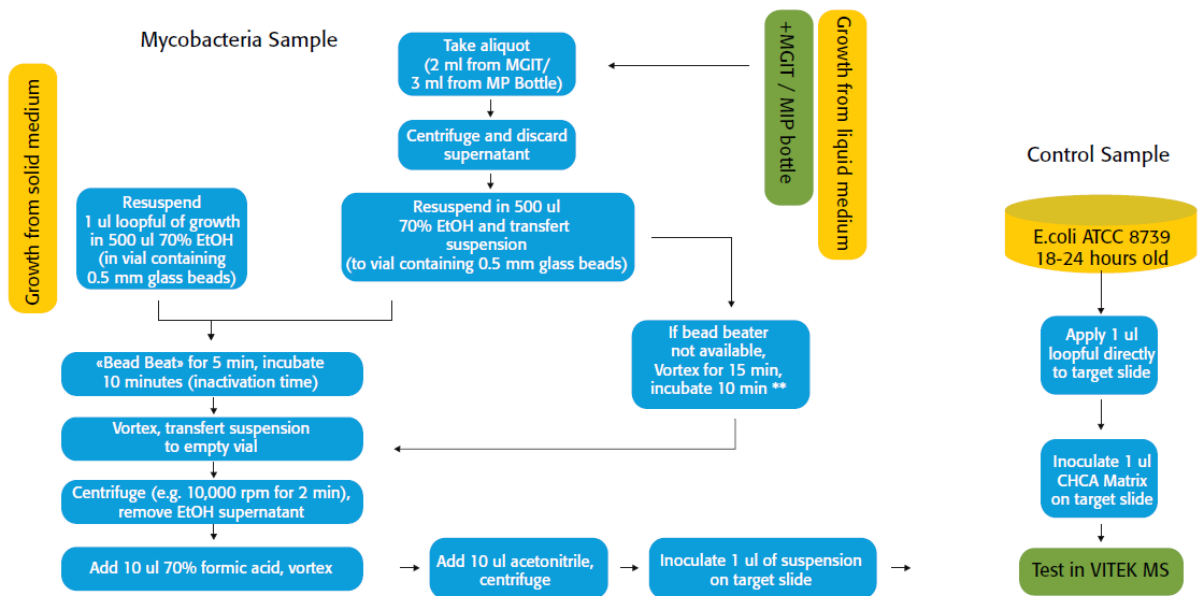 Mycobacteria Sample
Growth from solid medium
Take aliquot
(2 ml from MGIT/
3 ml from MP Bottle)
+MGIT / MIP bottle
Growth from liquid medium
Centrifuge and discard
supernatant
Resuspend
1 ul loopful of growth
in 500 ul 70% EtOH
(in vial containing
0.5 mm glass beads)
Resuspend in 500 ul
70% EtOH and transfert
suspension
(to vial containing 0.5 mm glass beads)
«Bead Beat» for 5 min, incubate
10 minutes (inactivation time)
If bead beater
not available,
Vortex for 15 min,
incubate 10 min **
Vortex, transfert suspension
to empty vial
Centrifuge (e.g. 10,000 rpm for 2 min),
remove EtOH supernatant
Add 10 ul 70% formic acid, vortex
Add 10 ul acetonitrile,
centrifuge
Inoculate 1 ul of suspension
on target slide
Control Sample
E.coli ATCC 8739
18-24 hours old
Apply 1 ul
loopful directly
to target slide
Inoculate 1 ul
CHCA Matrix
on target slide
Test in VITEK MS